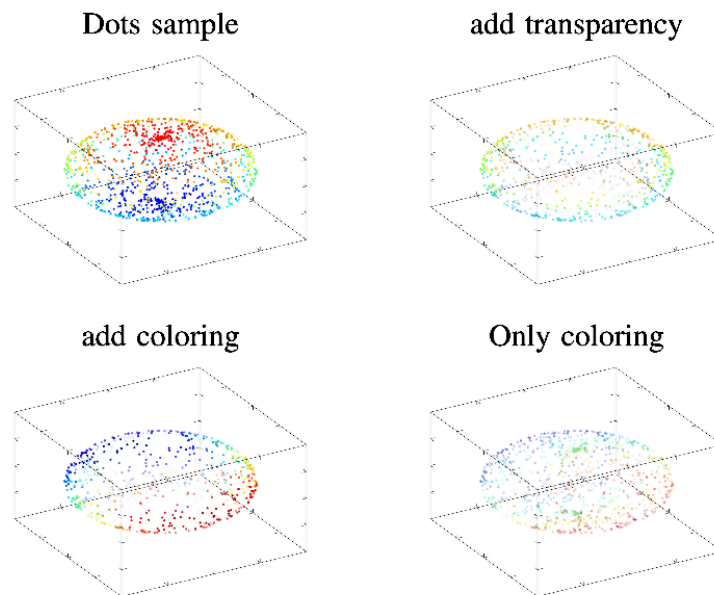 Dots sample
add transparency
add coloring
Only coloring